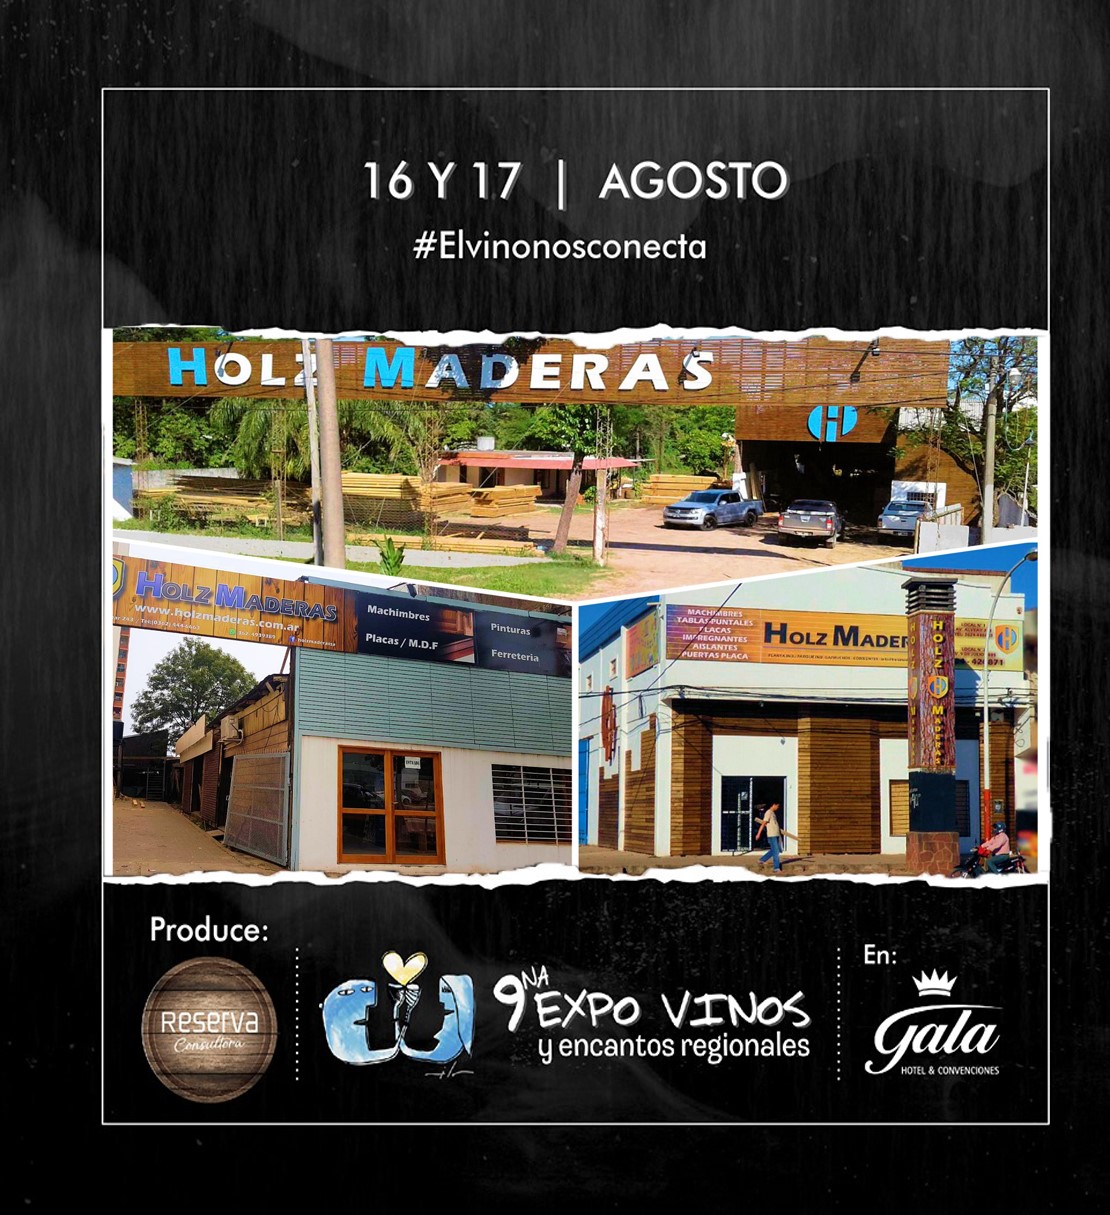 16 Y 17 | AGOSTO
#Elvinonosconecta
HOLZ MADERAS
HOLZ MADERAS
www.holzmaderas.com.ar
Machimbres
Placas / M.D.F
Pinturas
Ferreteria
MACHIMBRES
TABLAS PUNTALES
PLACAS
IMPREGNANTES
AISLANTES
PUERTAS PLACA
HOLZ MADER
HOLZ
MADERAS
Produce:
Reserva
Consultora
9NA
EXPO VINOS
y encantos regionales
En:
Gala
HOTEL & CONVENCIONES